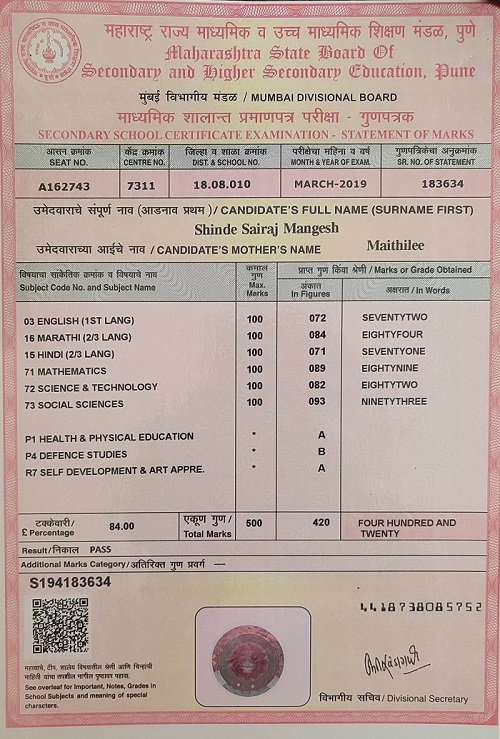 महाराष्ट्र राज्य माध्यमिक व उच्च माध्यमिक शिक्षण मंडळ, पुणे
Maharashtra State Board Of
Secondary and Higher Secondary Education, Pune
मुंबई विभागीय मंडळ / MUMBAI DIVISIONAL BOARD
माध्यमिक शालान्त प्रमाणपत्र परीक्षा - गुणपत्रक
SECONDARY SCHOOL CERTIFICATE EXAMINATION - STATEMENT OF MARKS
आसन क्रमांक केंद्र क्रमांक जिल्हा व शाळा क्रमांक परीक्षेचा महिना व वर्ष गुणपत्रिकेचा अनुक्रमांक
SEAT NO. CENTRE NO. DIST. & SCHOOL NO. MONTH & YEAR OF EXAM. SR. NO. OF STATEMENT
A162743 7311 18.08.010 MARCH-2019 183634
उमेदवाराचे संपूर्ण नाव (आडनाव प्रथम) / CANDIDATE'S FULL NAME (SURNAME FIRST)
Shinde Sairaj Mangesh
उमेदवाराच्या आईचे नाव / CANDIDATE'S MOTHER'S NAME Maithilee
विषयाचा सांकेतिक क्रमांक व विषयाचे नाव कमाल गुण प्राप्त गुण किंवा श्रेणी / Marks or Grade Obtained
Subject Code No. and Subject Name Max. Marks अंकात In Figures अक्षरात / In Words
03 ENGLISH (1ST LANG) 100 072 SEVENTYTWO
16 MARATHI (2/3 LANG) 100 084 EIGHTYFOUR
15 HINDI (2/3 LANG) 100 071 SEVENTYONE
71 MATHEMATICS 100 089 EIGHTYNINE
72 SCIENCE & TECHNOLOGY 100 082 EIGHTYTWO
73 SOCIAL SCIENCES 100 093 NINETYTHREE
P1 HEALTH & PHYSICAL EDUCATION * A
P4 DEFENCE STUDIES * B
R7 SELF DEVELOPMENT & ART APPRE. * A
टक्केवारी / एकूण गुण /
£ Percentage 84.00 Total Marks 500 420 FOUR HUNDRED AND
TWENTY
Result/निकाल PASS
Additional Marks Category/अतिरिक्त गुण प्रवर्ग —
S194183634
4418738085752
महत्वाचे, टीप, शालेय विषयातील श्रेणी आणि चिन्हांची
माहिती यांचा तपशील मागील पृष्ठावर पहावा.
See overleaf for Important, Notes, Grades in
School Subjects and meaning of special
characters.
विभागीय सचिव / Divisional Secretary